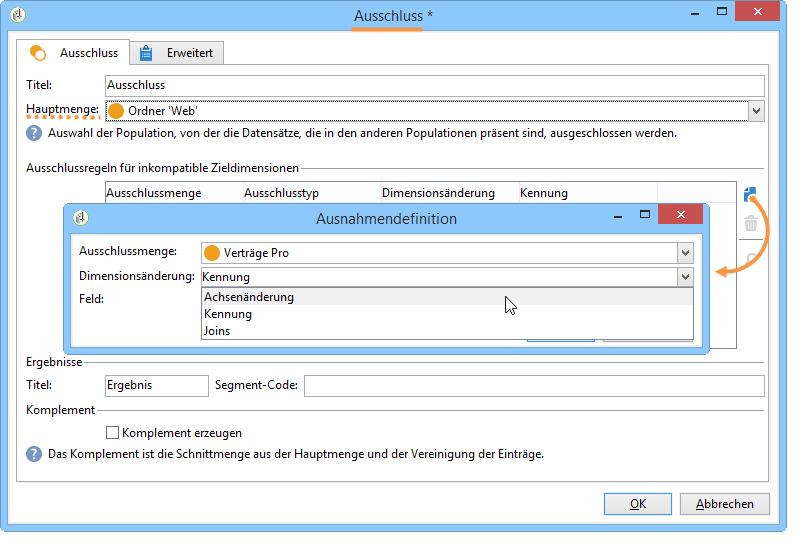 Ausschluss *
Ausschluss
Erweitert
Titel: Ausschluss
Hauptmenge: Ordner 'Web'
? Auswahl der Population, von der die Datensätze, die in den anderen Populationen präsent sind, ausgeschlossen werden.
Ausschlussregeln für inkompatible Zieldimensionen
Ausschlussmenge Ausschlusstyp Dimensionsänderung Kennung
Ausnahmendefinition
Ausschlussmenge: Verträge Pro
Dimensionsänderung: Kennung
Feld:
Achsenänderung
Kennung
Joins
Ergebnisse
Titel: Ergebnis Segment-Code:
Komplement
Komplement erzeugen
? Das Komplement ist die Schnittmenge aus der Hauptmenge und der Vereinigung der Einträge.
OK Abbrechen